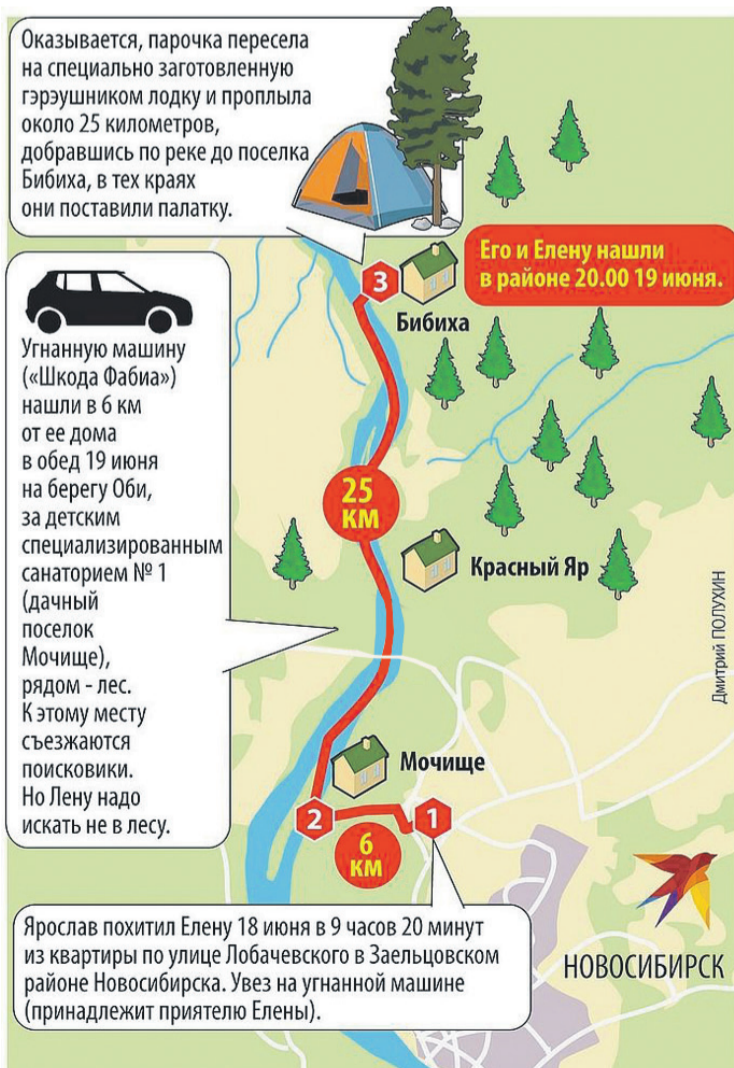 Оказывается, парочка пересела
на специально заготовленную
гэрэушником лодку и проплыла
около 25 километров,
добравшись по реке до поселка
Бибиха, в тех краях
они поставили палатку.
Его и Елену нашли
в районе 20.00 19 июня.
3
Бибиха
Угнанную машину
(«Шкода Фабиа»)
нашли в 6 км
от ее дома
в обед 19 июня
на берегу Оби,
за детским
специализированным
санаторием № 1
(дачный
поселок
Мочище),
рядом - лес.
К этому месту
съезжаются
поисковики.
Но Лену надо
искать не в лесу.
25
км
Красный Яр
Дмитрий ПОЛУХИН
Мочище
2
1
6
км
Ярослав похитил Елену 18 июня в 9 часов 20 минут
из квартиры по улице Лобачевского в Заельцовском
районе Новосибирска. Увез на угнанной машине
(принадлежит приятелю Елены).
НОВОСИБИРСК